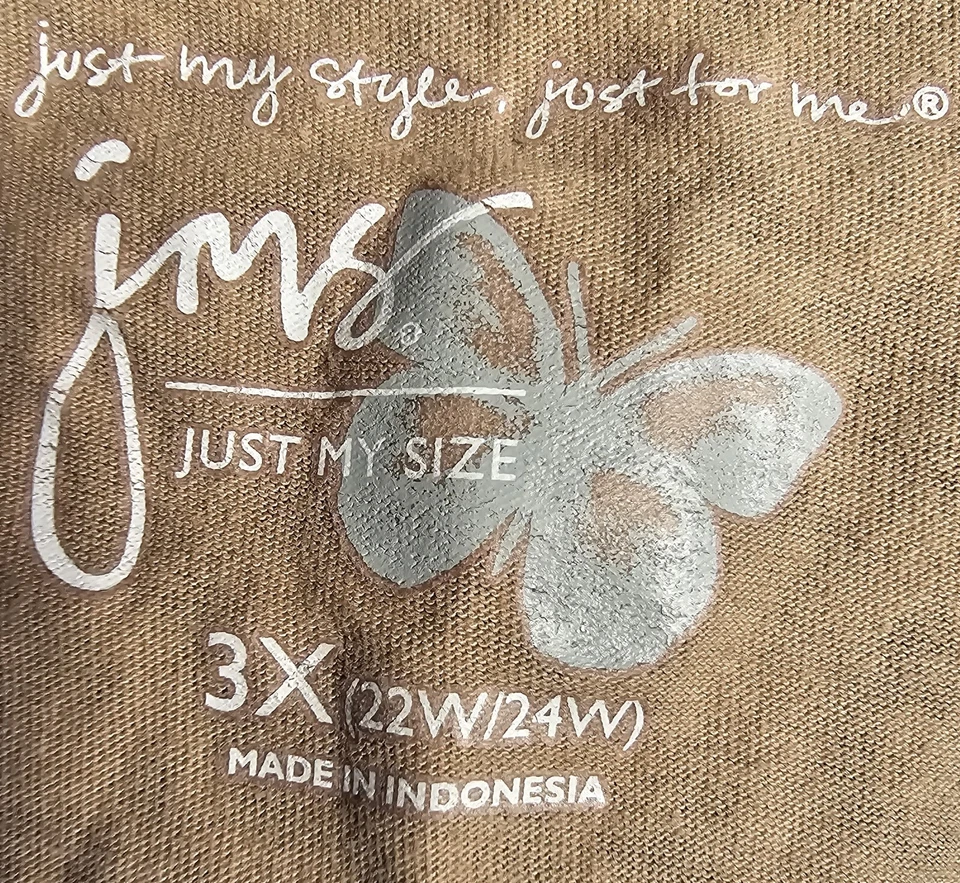 just my style, just for me.®
jms®
JUST MY SIZE
3X (22W/24W)
MADE IN INDONESIA